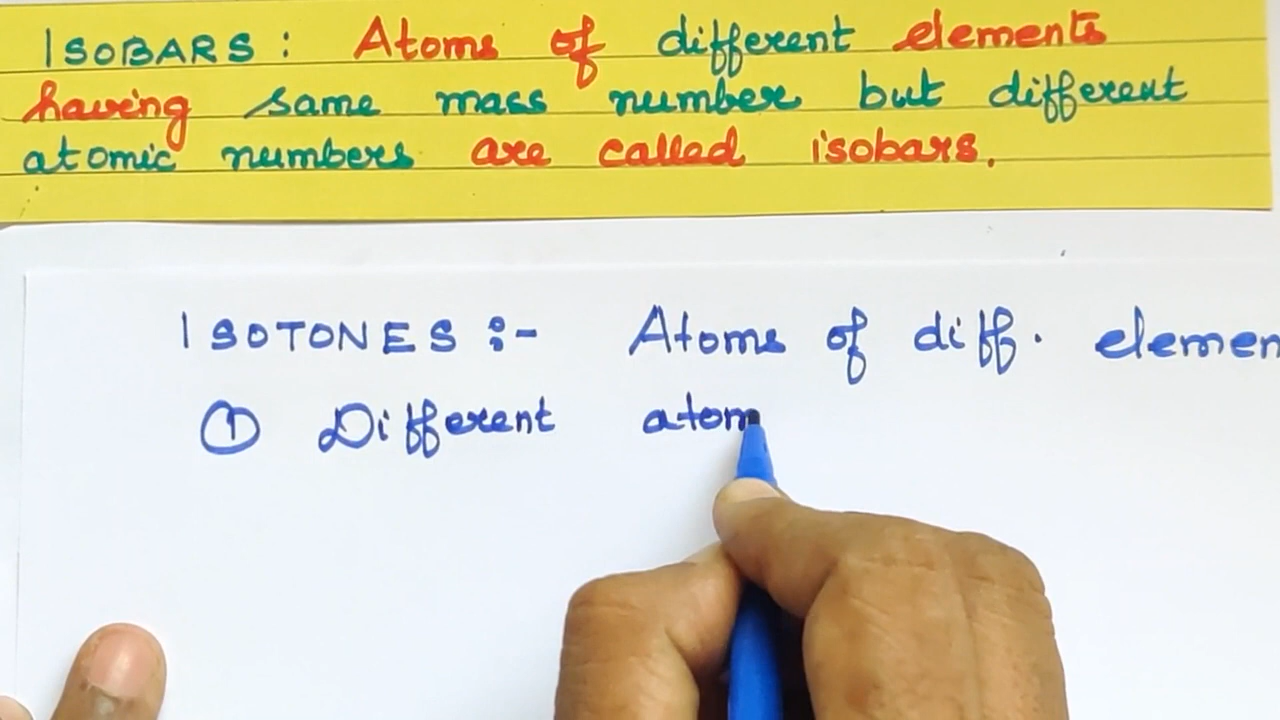 ISOBARS: Atoms of different elements
having same mass number but different
atomic numbers are called isobars.
ISOTONES :- Atoms of diff. elemen
① Different atom